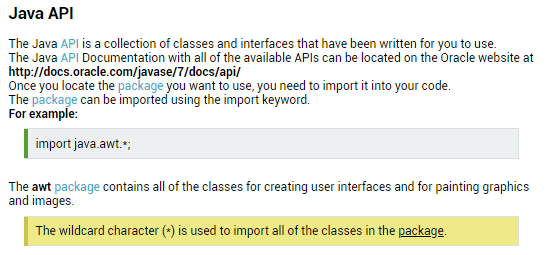 Java API
The Java API is a collection of classes and interfaces that have been written for you to use.
The Java API Documentation with all of the available APIs can be located on the Oracle website at
http://docs.oracle.com/javase/7/docs/api/
Once you locate the package you want to use, you need to import it into your code.
The package can be imported using the import keyword.
For example:
import java.awt.*;
The awt package contains all of the classes for creating user interfaces and for painting graphics
and images.
The wildcard character (*) is used to import all of the classes in the package.